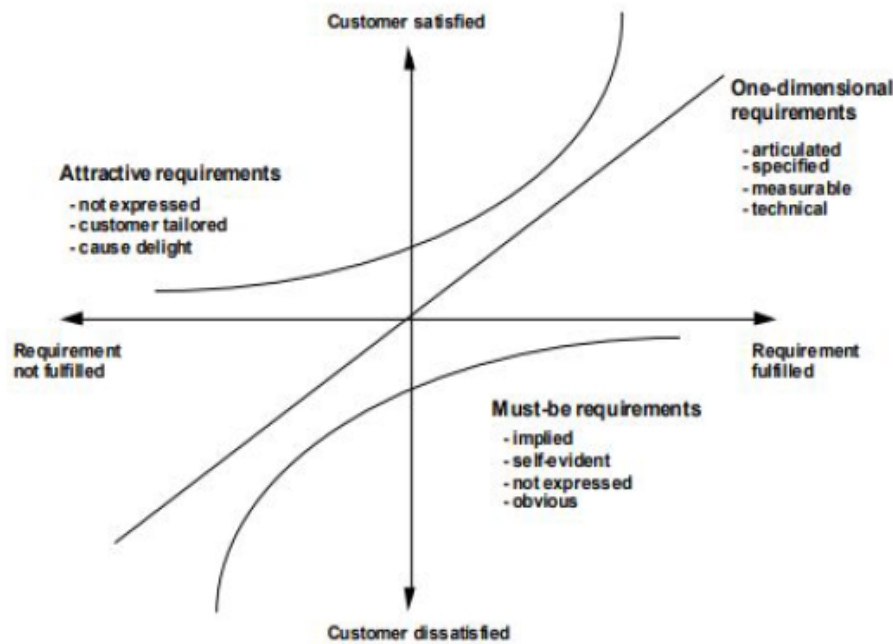 Customer satisfied
One-dimensional
requirements
- articulated
- specified
- measurable
- technical
Attractive requirements
- not expressed
- customer tailored
- cause delight
Requirement
not fulfilled
Requirement
fulfilled
Must-be requirements
- implied
- self-evident
- not expressed
- obvious
Customer dissatisfied